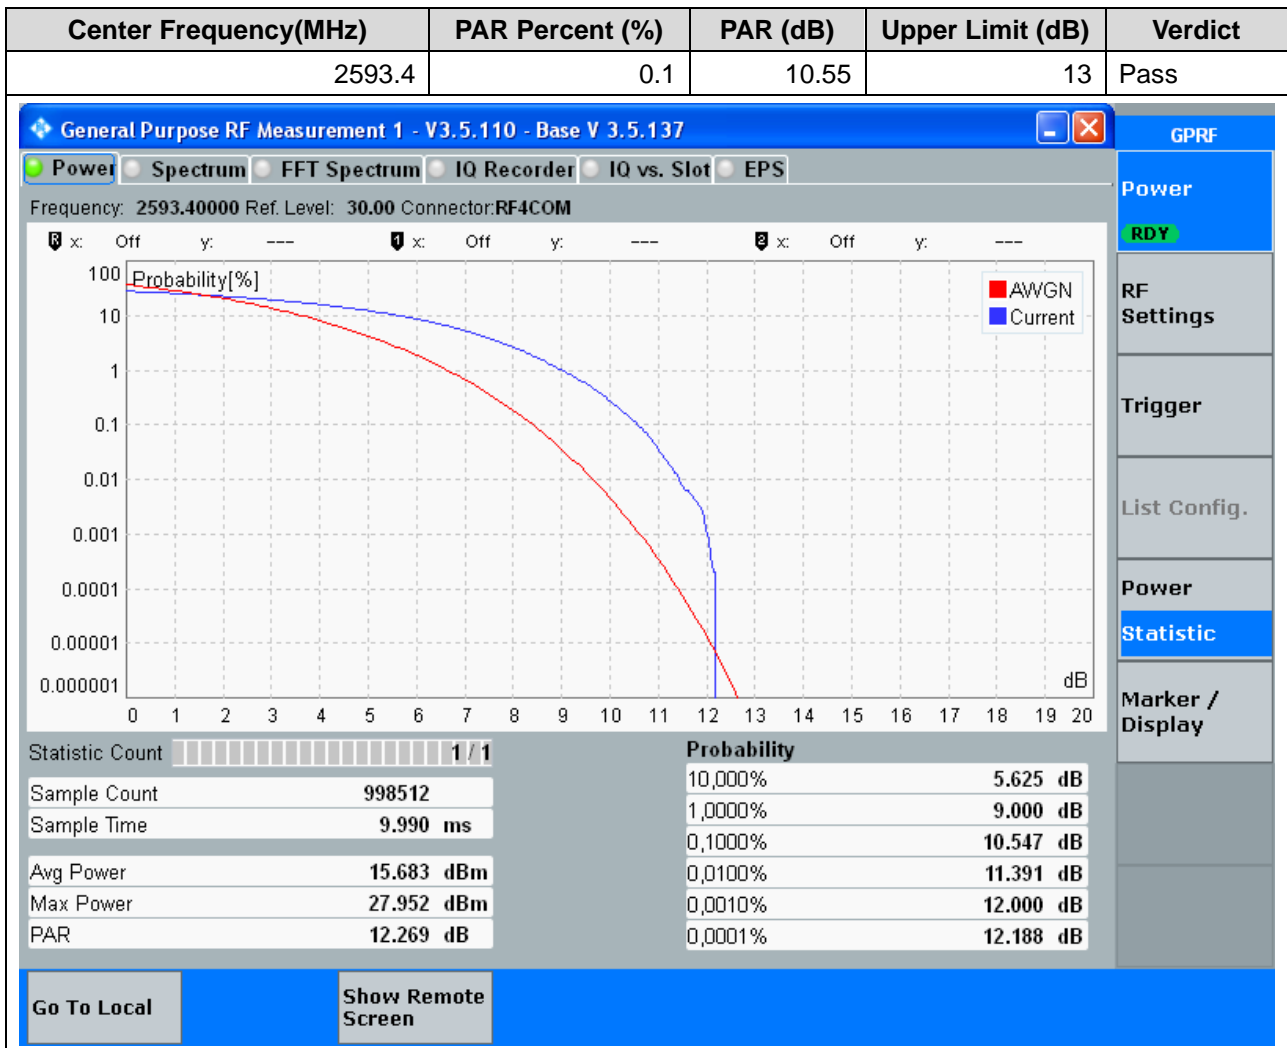 Center Frequency(MHz) PAR Percent (%) PAR (dB) Upper Limit (dB) Verdict
2593.4 0.1 10.55 13 Pass
General Purpose RF Measurement 1 - V3.5.110 - Base V 3.5.137
GPRF
Power Spectrum FFT Spectrum IQ Recorder IQ vs. Slot EPS
Power
RDY
Frequency: 2593.40000 Ref. Level: 30.00 Connector:RF4COM
R x: Off y: --- 1 x: Off y: --- 2 x: Off y: ---
Probability[%]
AWGN
Current
100
10
1
0.1
0.01
0.001
0.0001
0.00001
0.000001
dB
0 1 2 3 4 5 6 7 8 9 10 11 12 13 14 15 16 17 18 19 20
RF
Settings
Trigger
List Config.
Power
Statistic
Marker /
Display
Statistic Count 1 / 1
Sample Count 998512
Sample Time 9.990 ms
Avg Power 15.683 dBm
Max Power 27.952 dBm
PAR 12.269 dB
Probability
10,000% 5.625 dB
1,0000% 9.000 dB
0,1000% 10.547 dB
0,0100% 11.391 dB
0,0010% 12.000 dB
0,0001% 12.188 dB
Go To Local
Show Remote
Screen